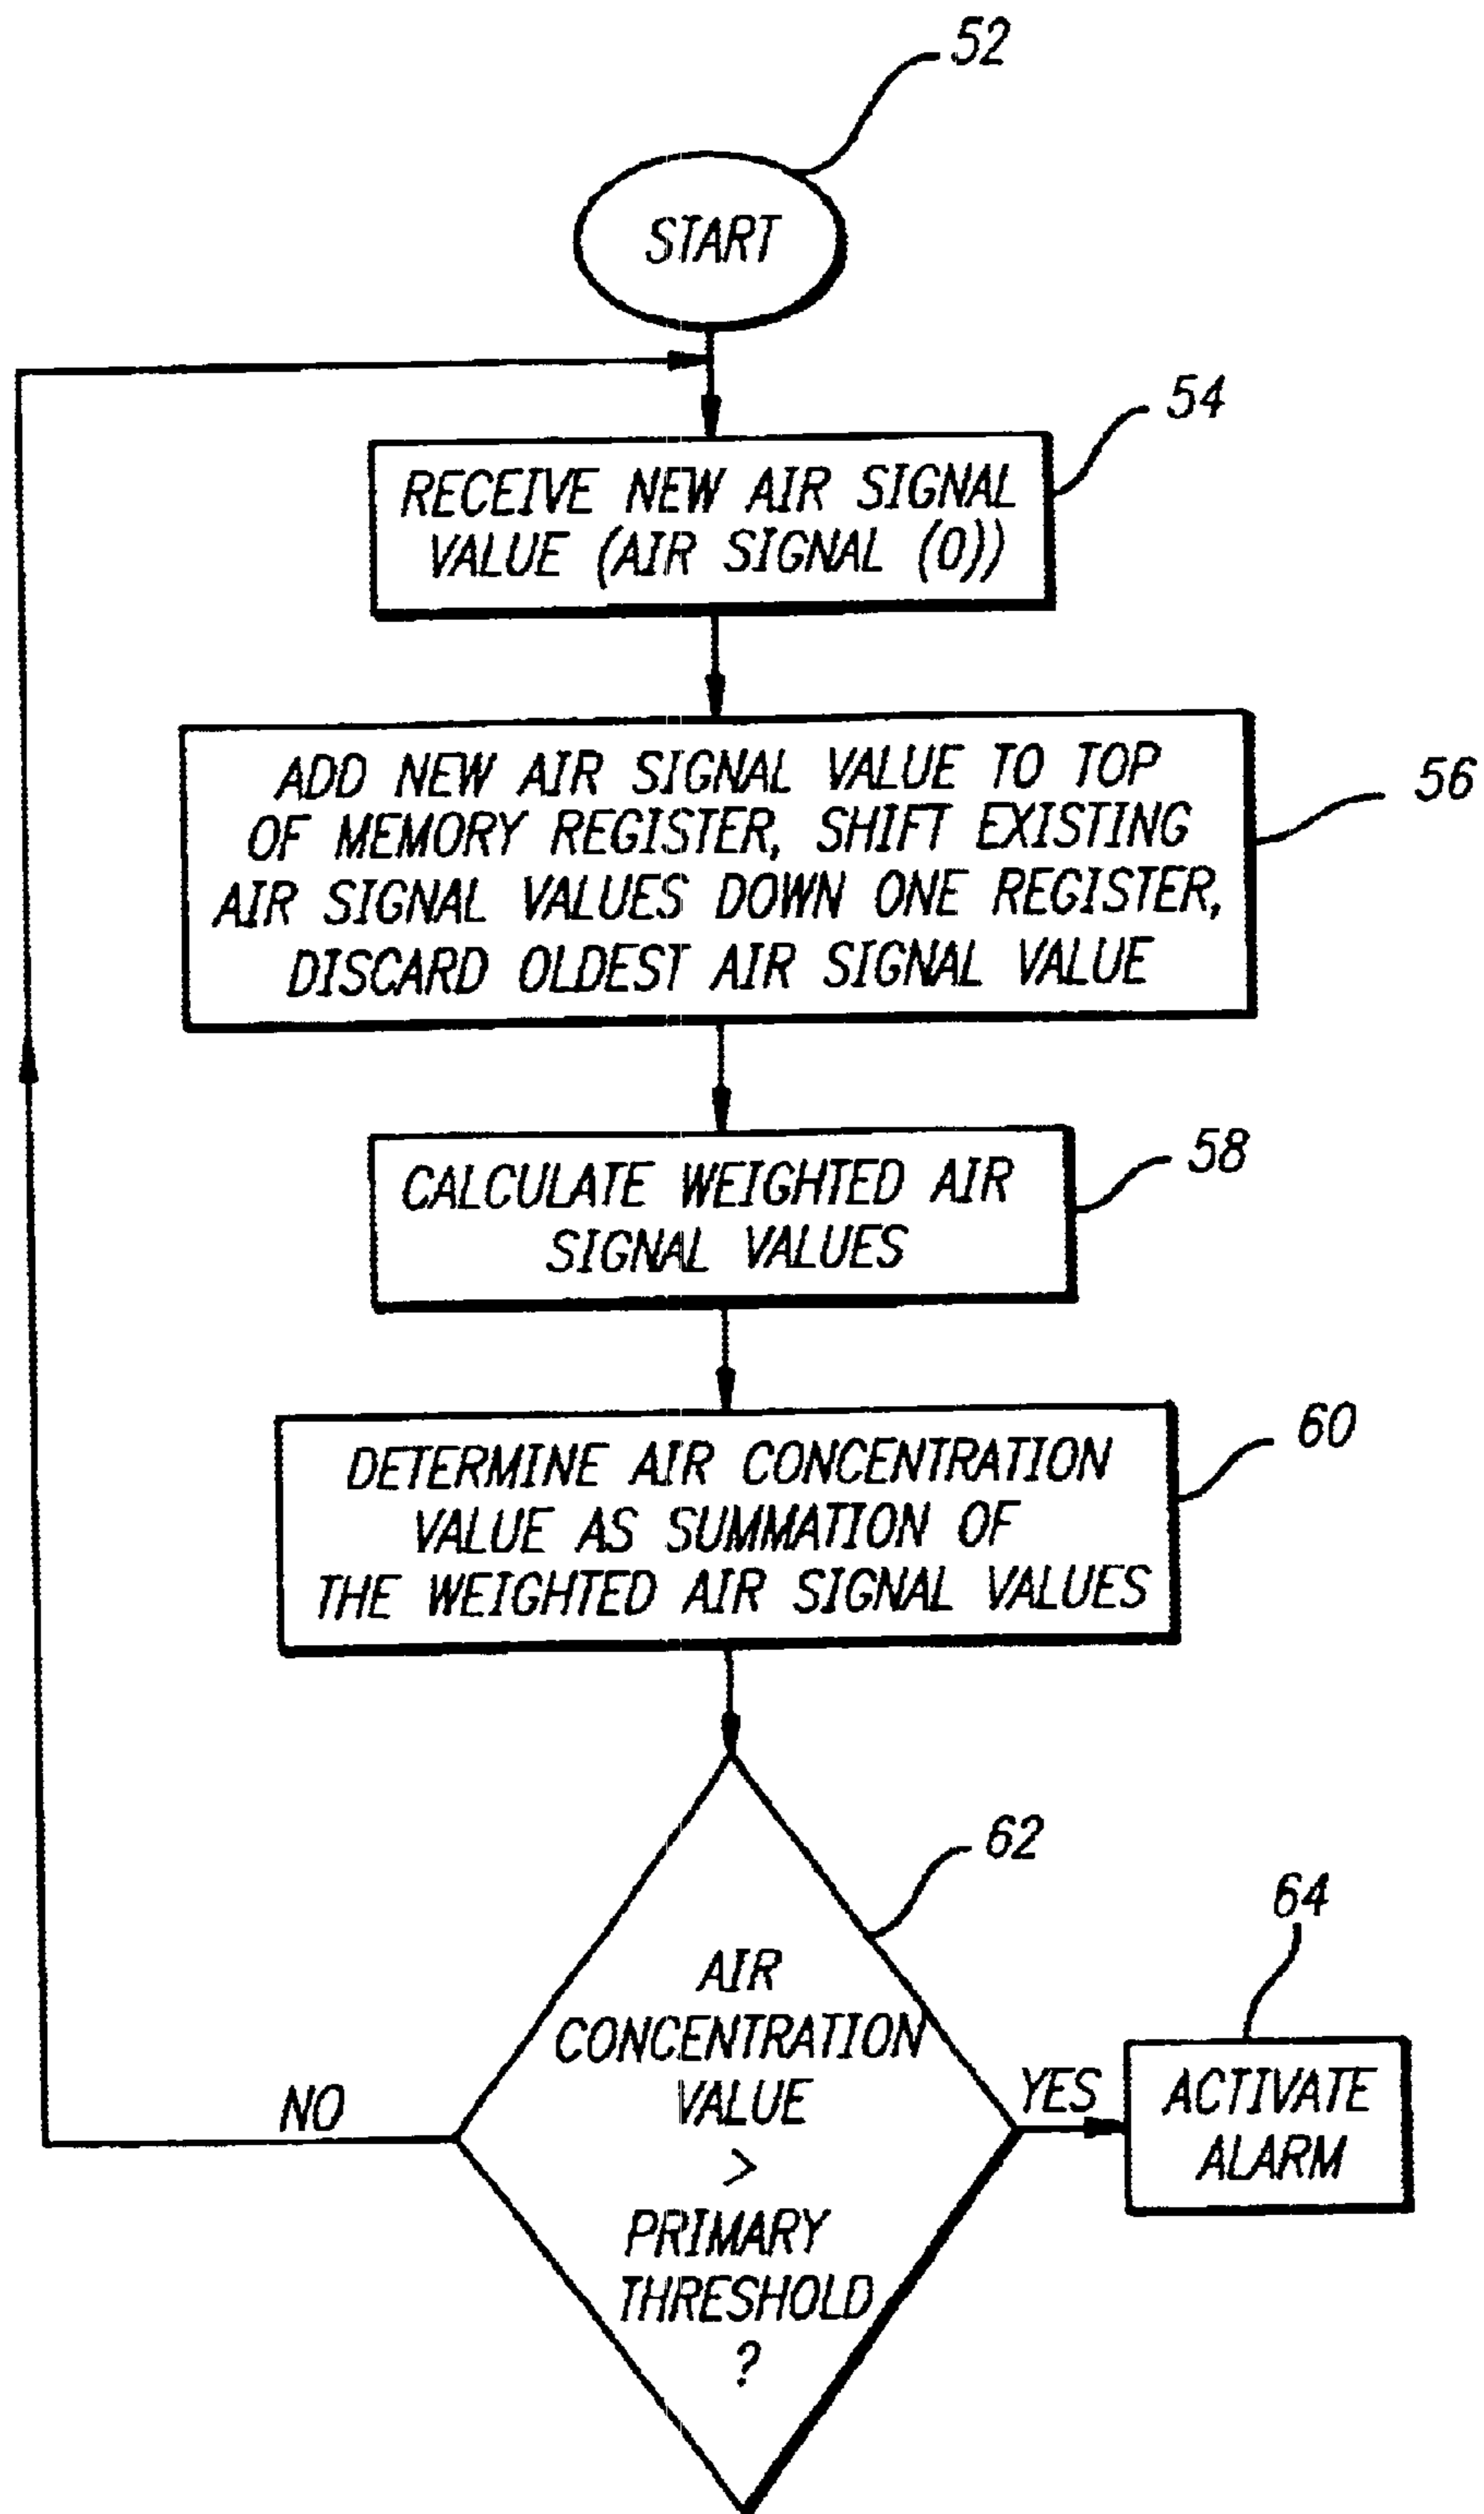 52
START
54
RECEIVE NEW AIR SIGNAL
VALUE (AIR SIGNAL (0))
ADD NEW AIR SIGNAL VALUE TO TOP
OF MEMORY REGISTER, SHIFT EXISTING
AIR SIGNAL VALUES DOWN ONE REGISTER,
DISCARD OLDEST AIR SIGNAL VALUE
56
CALCULATE WEIGHTED AIR
SIGNAL VALUES
58
DETERMINE AIR CONCENTRATION
VALUE AS SUMMATION OF
THE WEIGHTED AIR SIGNAL VALUES
60
62
AIR
CONCENTRATION
VALUE
>
PRIMARY
THRESHOLD
?
NO
YES
64
ACTIVATE
ALARM